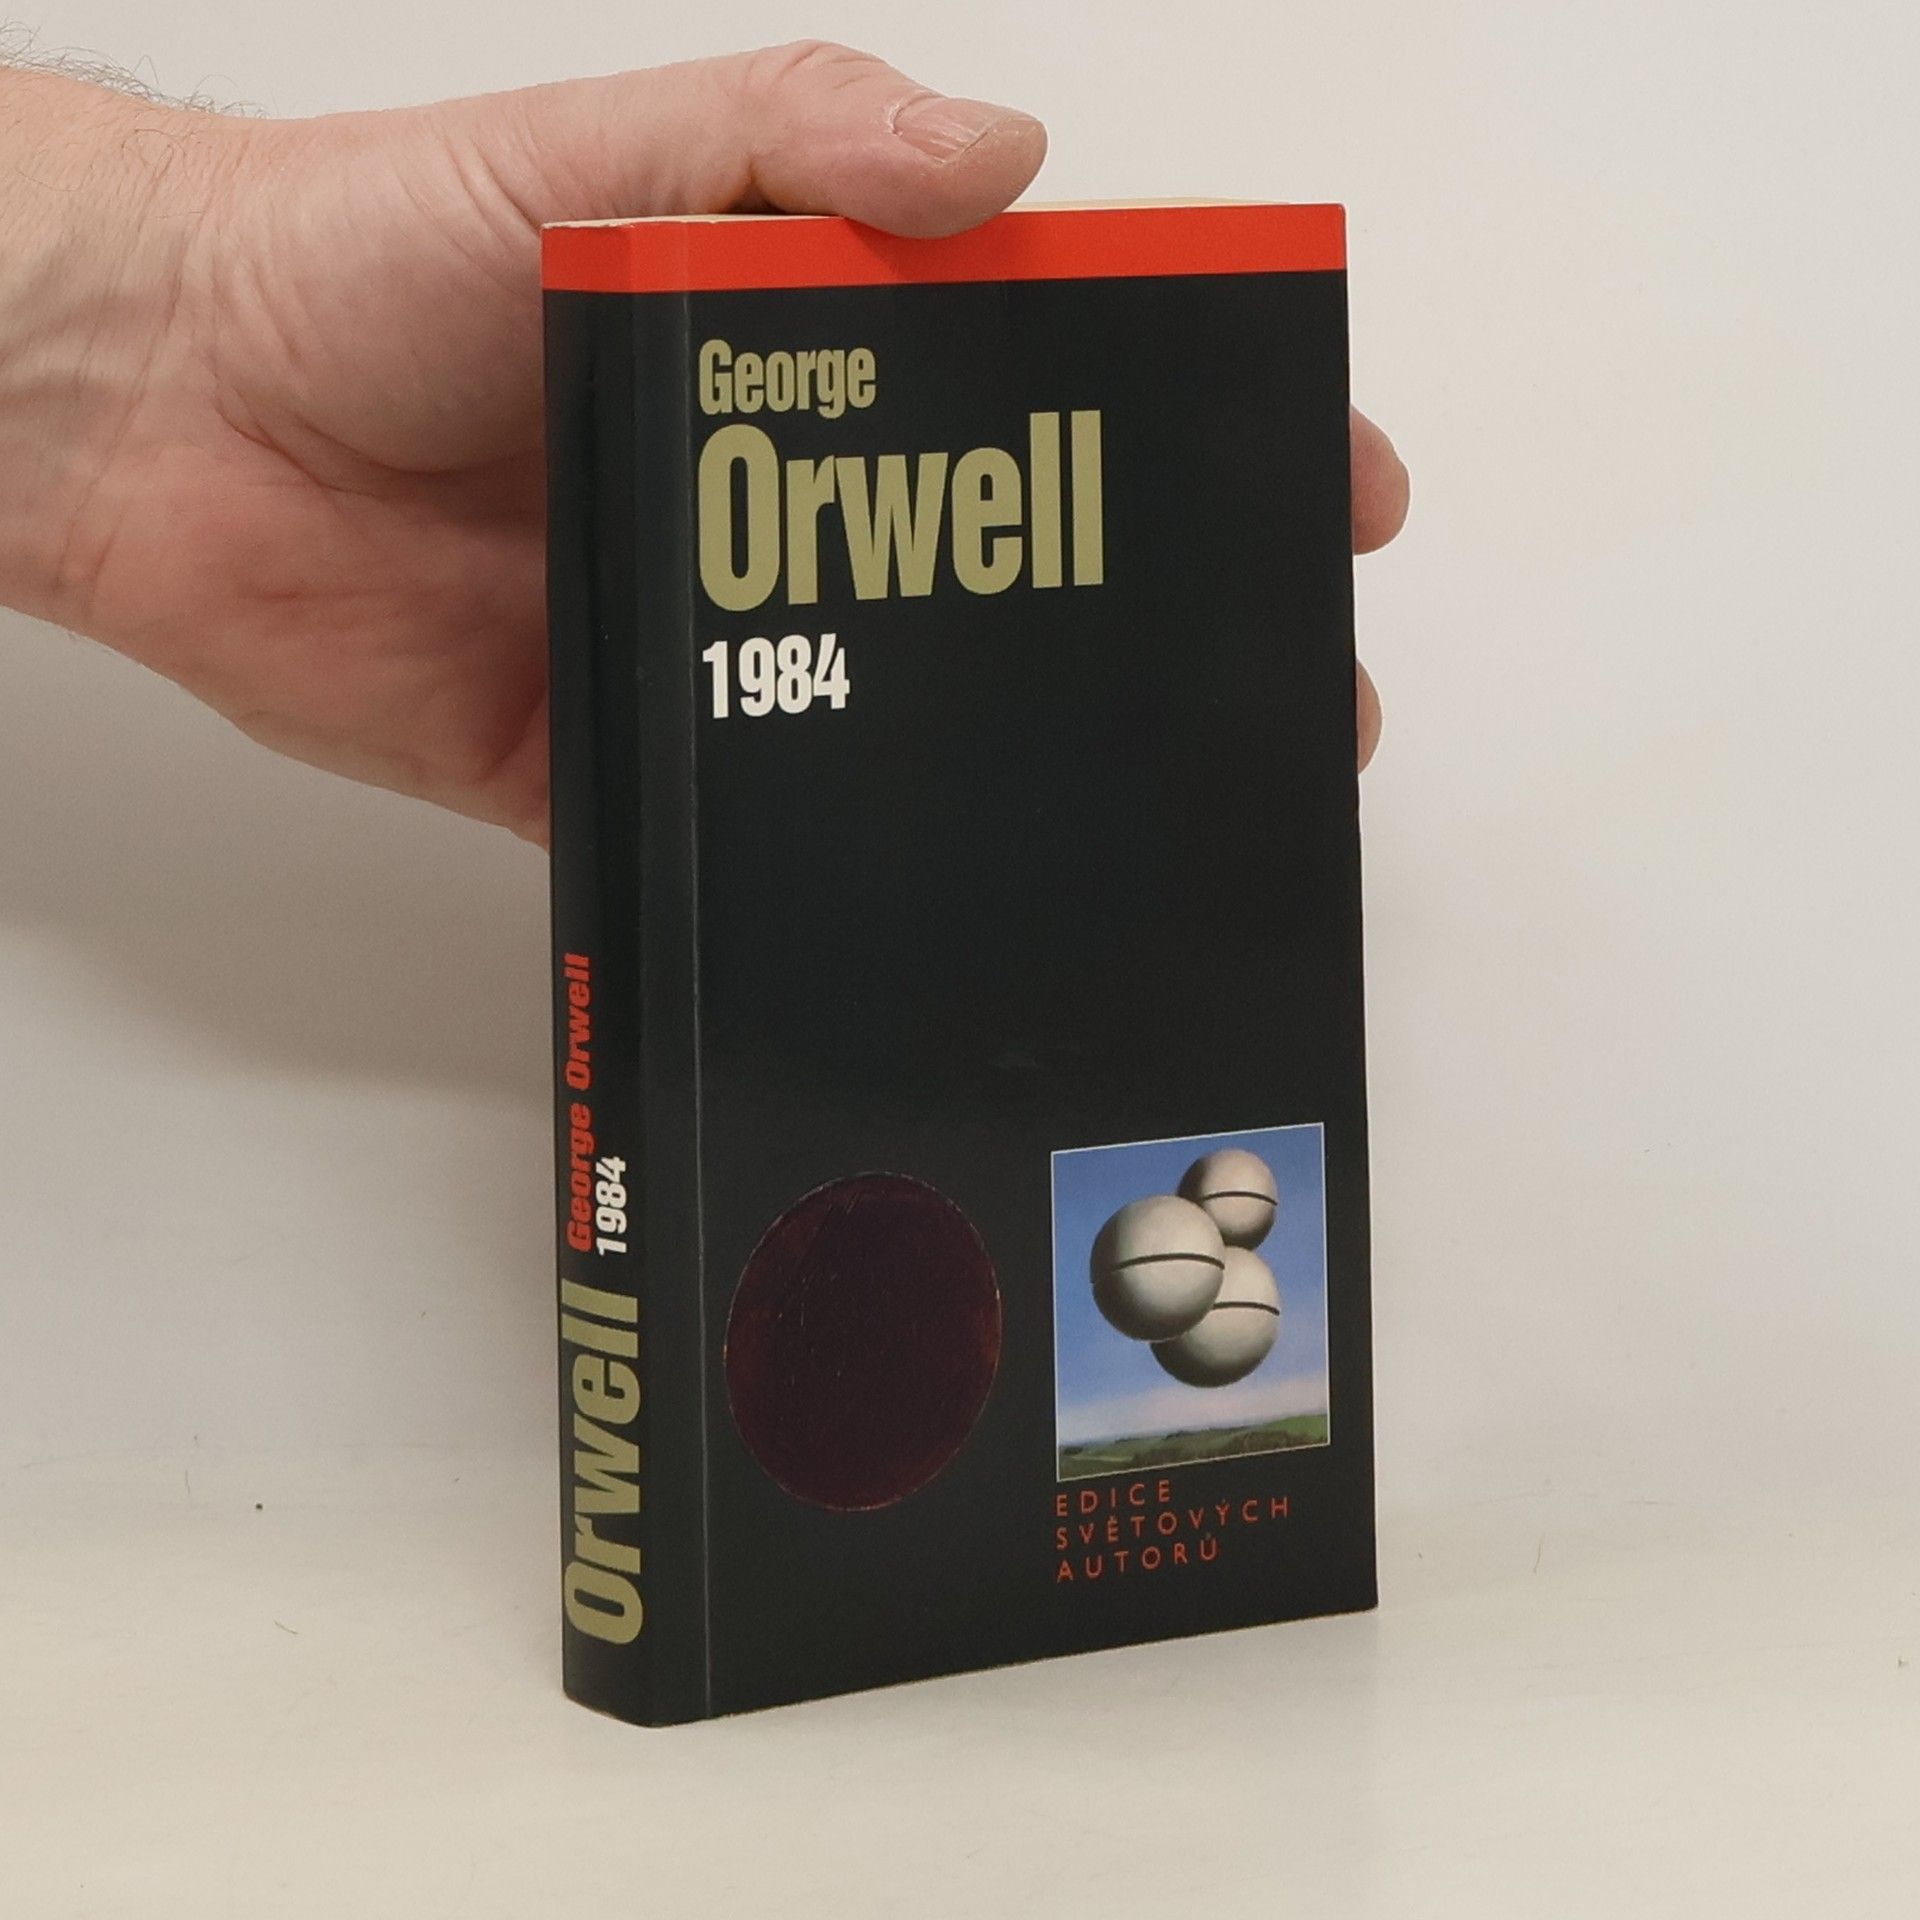 George
Orwell
1984
EDICE
SVĚTOVÝCH
AUTORŮ
Orwell
George Orwell
1984